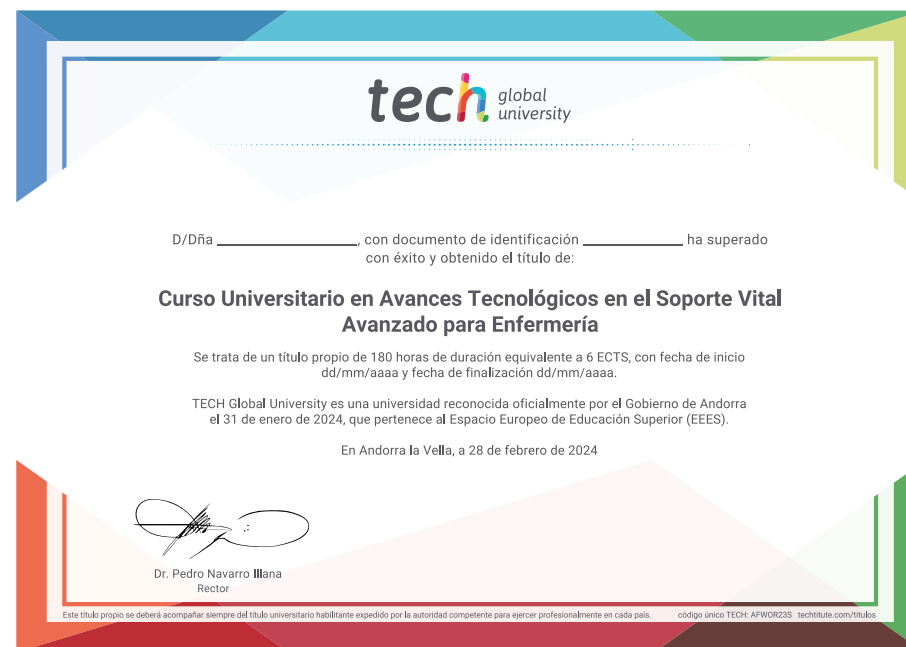 tech global university
D/Dña ______________, con documento de identificación __________ ha superado
con éxito y obtenido el título de:
Curso Universitario en Avances Tecnológicos en el Soporte Vital
Avanzado para Enfermería
Se trata de un título propio de 180 horas de duración equivalente a 6 ECTS, con fecha de inicio
dd/mm/aaaa y fecha de finalización dd/mm/aaaa.
TECH Global University es una universidad reconocida oficialmente por el Gobierno de Andorra
el 31 de enero de 2024, que pertenece al Espacio Europeo de Educación Superior (EEES).
En Andorra la Vella, a 28 de febrero de 2024
Dr. Pedro Navarro Illana
Rector
Este título propio se deberá acompañar siempre del título universitario habilitante expedido por la autoridad competente para ejercer profesionalmente en cada país. código único TECH: AFWOR23S techtitute.com/titulos